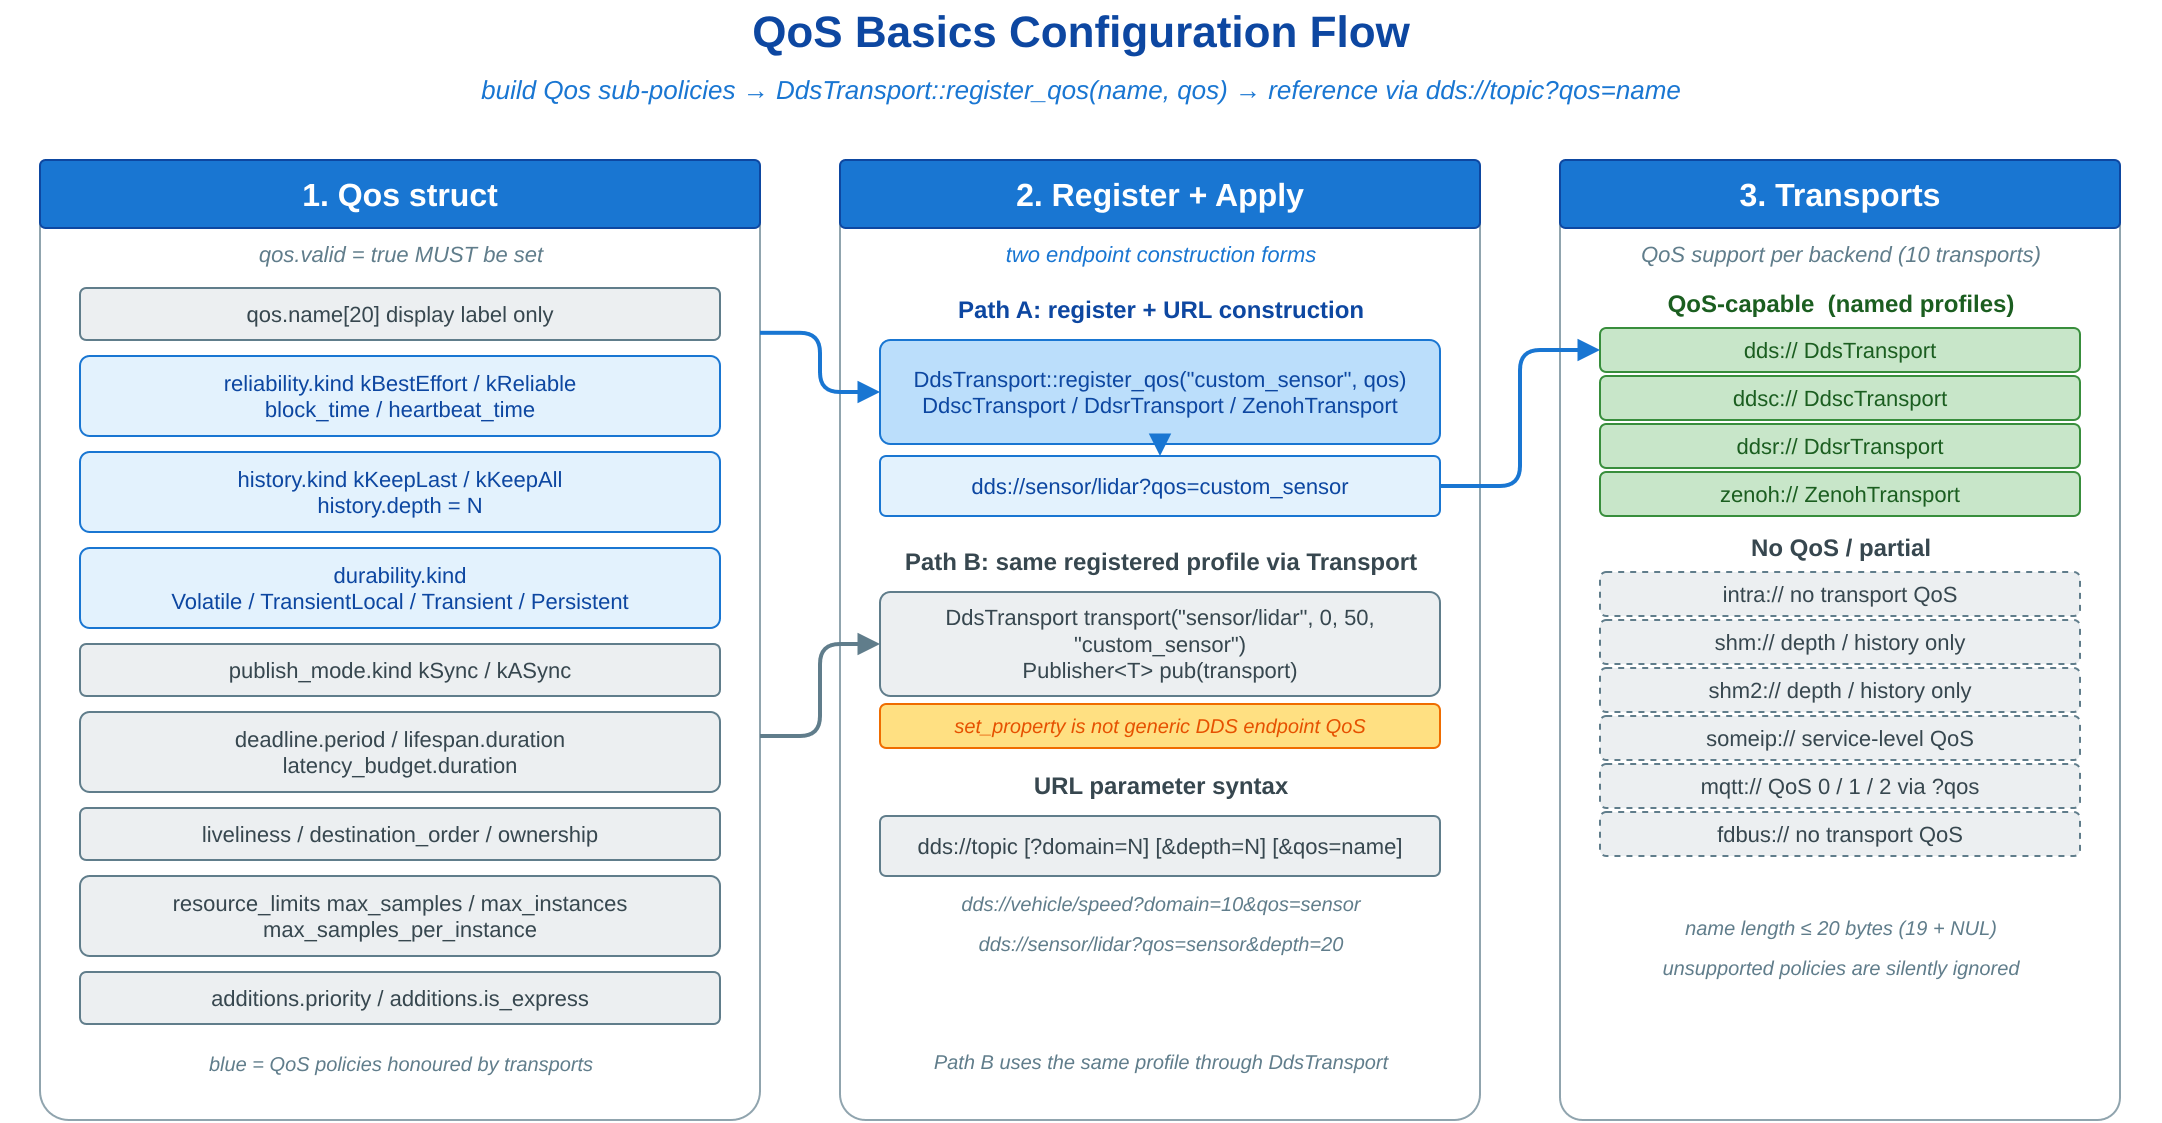 QoS Basics Configuration Flow
build Qos sub-policies → DdsTransport::register_qos(name, qos) → reference via dds://topic?qos=name
1. Qos struct
qos.valid = true MUST be set
qos.name[20] display label only
reliability.kind kBestEffort / kReliable
block_time / heartbeat_time
history.kind kKeepLast / kKeepAll
history.depth = N
durability.kind
Volatile / TransientLocal / Transient / Persistent
publish_mode.kind kSync / kASync
deadline.period / lifespan.duration
latency_budget.duration
liveliness / destination_order / ownership
resource_limits max_samples / max_instances
max_samples_per_instance
additions.priority / additions.is_express
blue = QoS policies honoured by transports
2. Register + Apply
two endpoint construction forms
Path A: register + URL construction
DdsTransport::register_qos("custom_sensor", qos)
DdscTransport / DdsrTransport / ZenohTransport
dds://sensor/lidar?qos=custom_sensor
Path B: same registered profile via Transport
DdsTransport transport("sensor/lidar", 0, 50,
"custom_sensor")
Publisher<T> pub(transport)
set_property is not generic DDS endpoint QoS
URL parameter syntax
dds://topic [?domain=N] [&depth=N] [&qos=name]
dds://vehicle/speed?domain=10&qos=sensor
dds://sensor/lidar?qos=sensor&depth=20
Path B uses the same profile through DdsTransport
3. Transports
QoS support per backend (10 transports)
QoS-capable (named profiles)
dds:// DdsTransport
ddsc:// DdscTransport
ddsr:// DdsrTransport
zenoh:// ZenohTransport
No QoS / partial
intra:// no transport QoS
shm:// depth / history only
shm2:// depth / history only
someip:// service-level QoS
mqtt:// QoS 0 / 1 / 2 via ?qos
fdbus:// no transport QoS
name length ≤ 20 bytes (19 + NUL)
unsupported policies are silently ignored